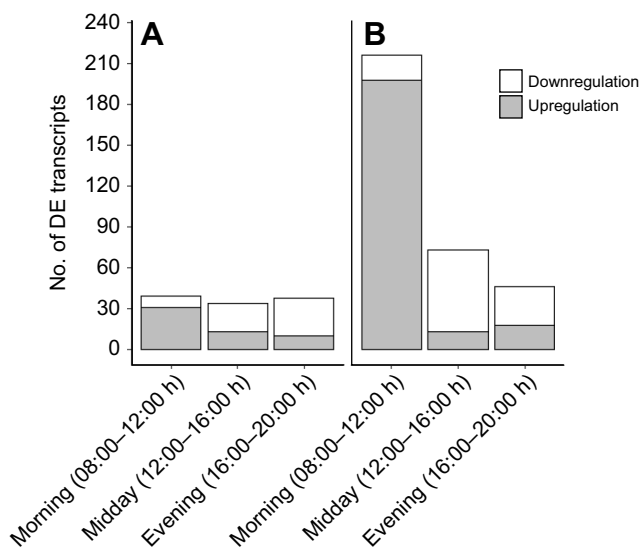 A
B
No. of DE transcripts
240
210
180
150
120
90
60
30
0
Downregulation
Upregulation
Morning (08:00–12:00 h)
Midday (12:00–16:00 h)
Evening (16:00–20:00 h)
Morning (08:00–12:00 h)
Midday (12:00–16:00 h)
Evening (16:00–20:00 h)